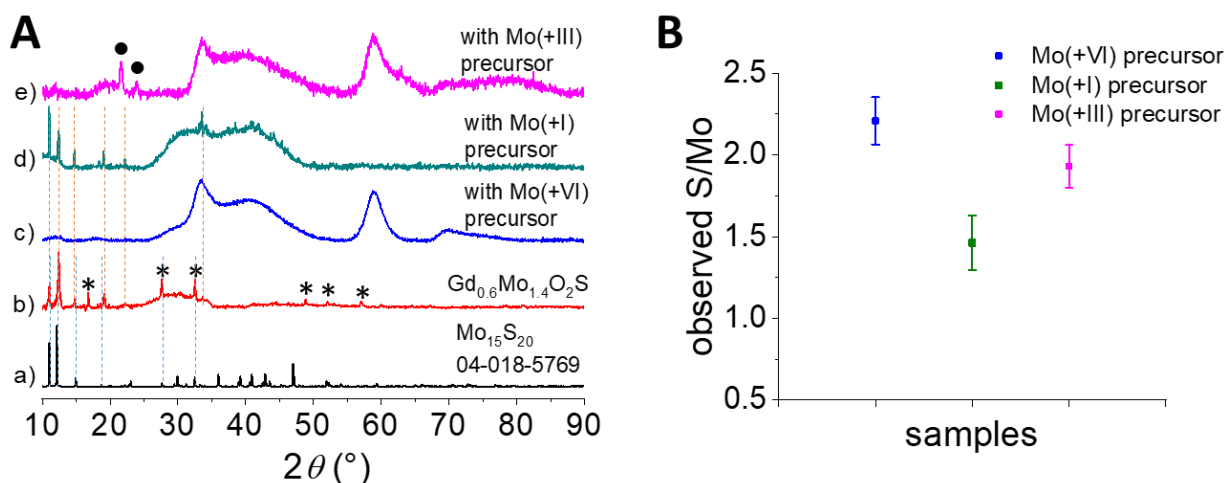 A
with Mo(+III)
precursor
e)
with Mo(+I)
precursor
d)
with Mo(+VI)
precursor
c)
* * * * * *
Gd0.6Mo1.4O2S
b)
Mo15S20
04-018-5769
a)
10 20 30 40 50 60 70 80 90
2θ (°)
B
Mo(+VI) precursor
Mo(+I) precursor
Mo(+III) precursor
2.5
2.0
1.5
1.0
0.5
observed S/Mo
samples